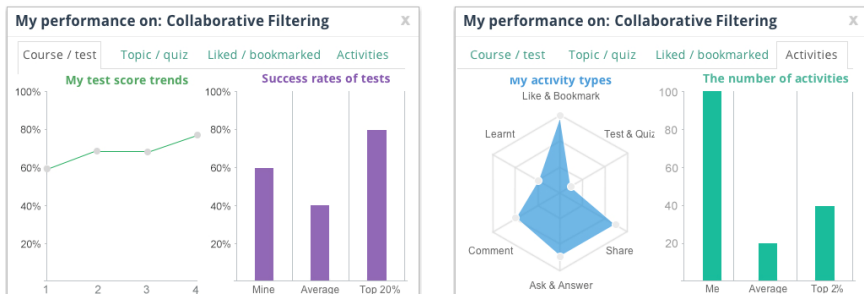 My performance on: Collaborative Filtering x
Course / test Topic / quiz Liked / bookmarked Activities
My test score trends
100%
80%
60%
40%
20%
1 2 3 4
Success rates of tests
100%
80%
60%
40%
20%
Mine Average Top 20%
My performance on: Collaborative Filtering x
Course / test Topic / quiz Liked / bookmarked Activities
My activity types
Like & Bookmark
Learnt Test & Quiz
Comment Share
Ask & Answer
The number of activities
100
80
60
40
20
Me Average Top 2%